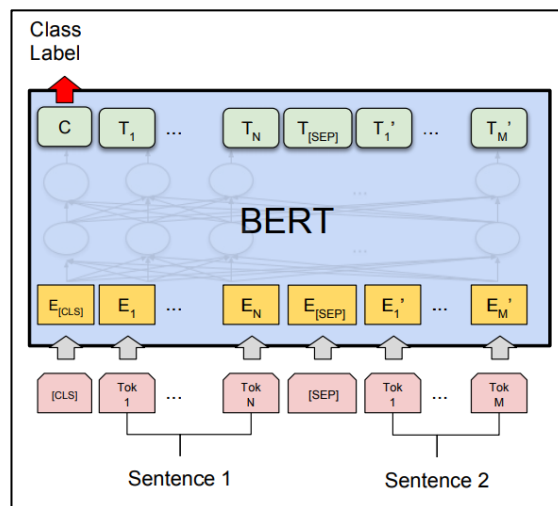 Class
Label
C T1 ... TN T[SEP] T1' ... TM'
...
BERT
...
E[CLS] E1 ... EN E[SEP] E1' ... EM'
[CLS] Tok 1 ... Tok N [SEP] Tok 1 ... Tok M
Sentence 1 Sentence 2